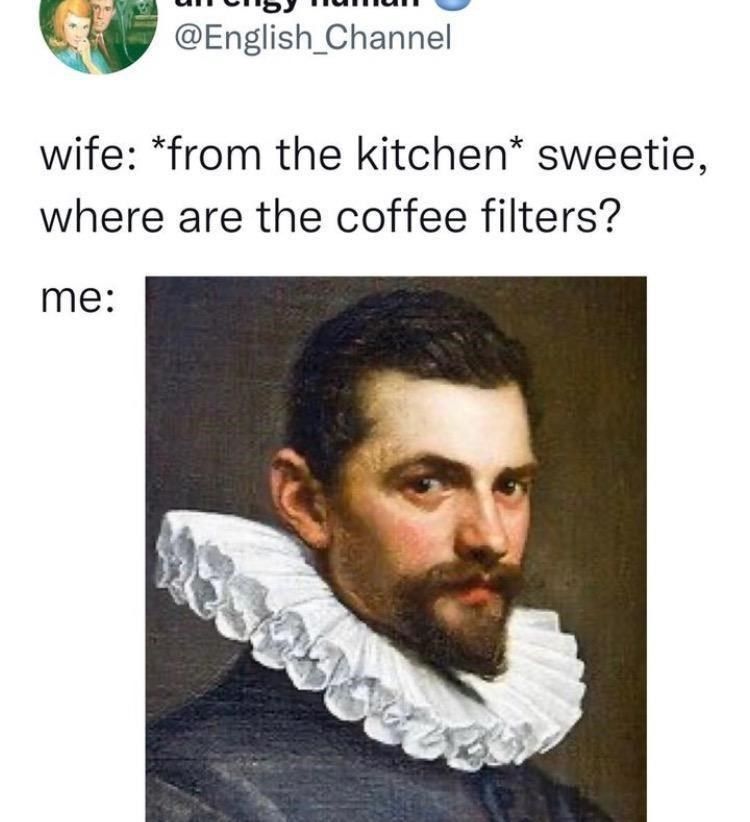 @English_Channel
wife: *from the kitchen* sweetie,
where are the coffee filters?
me: